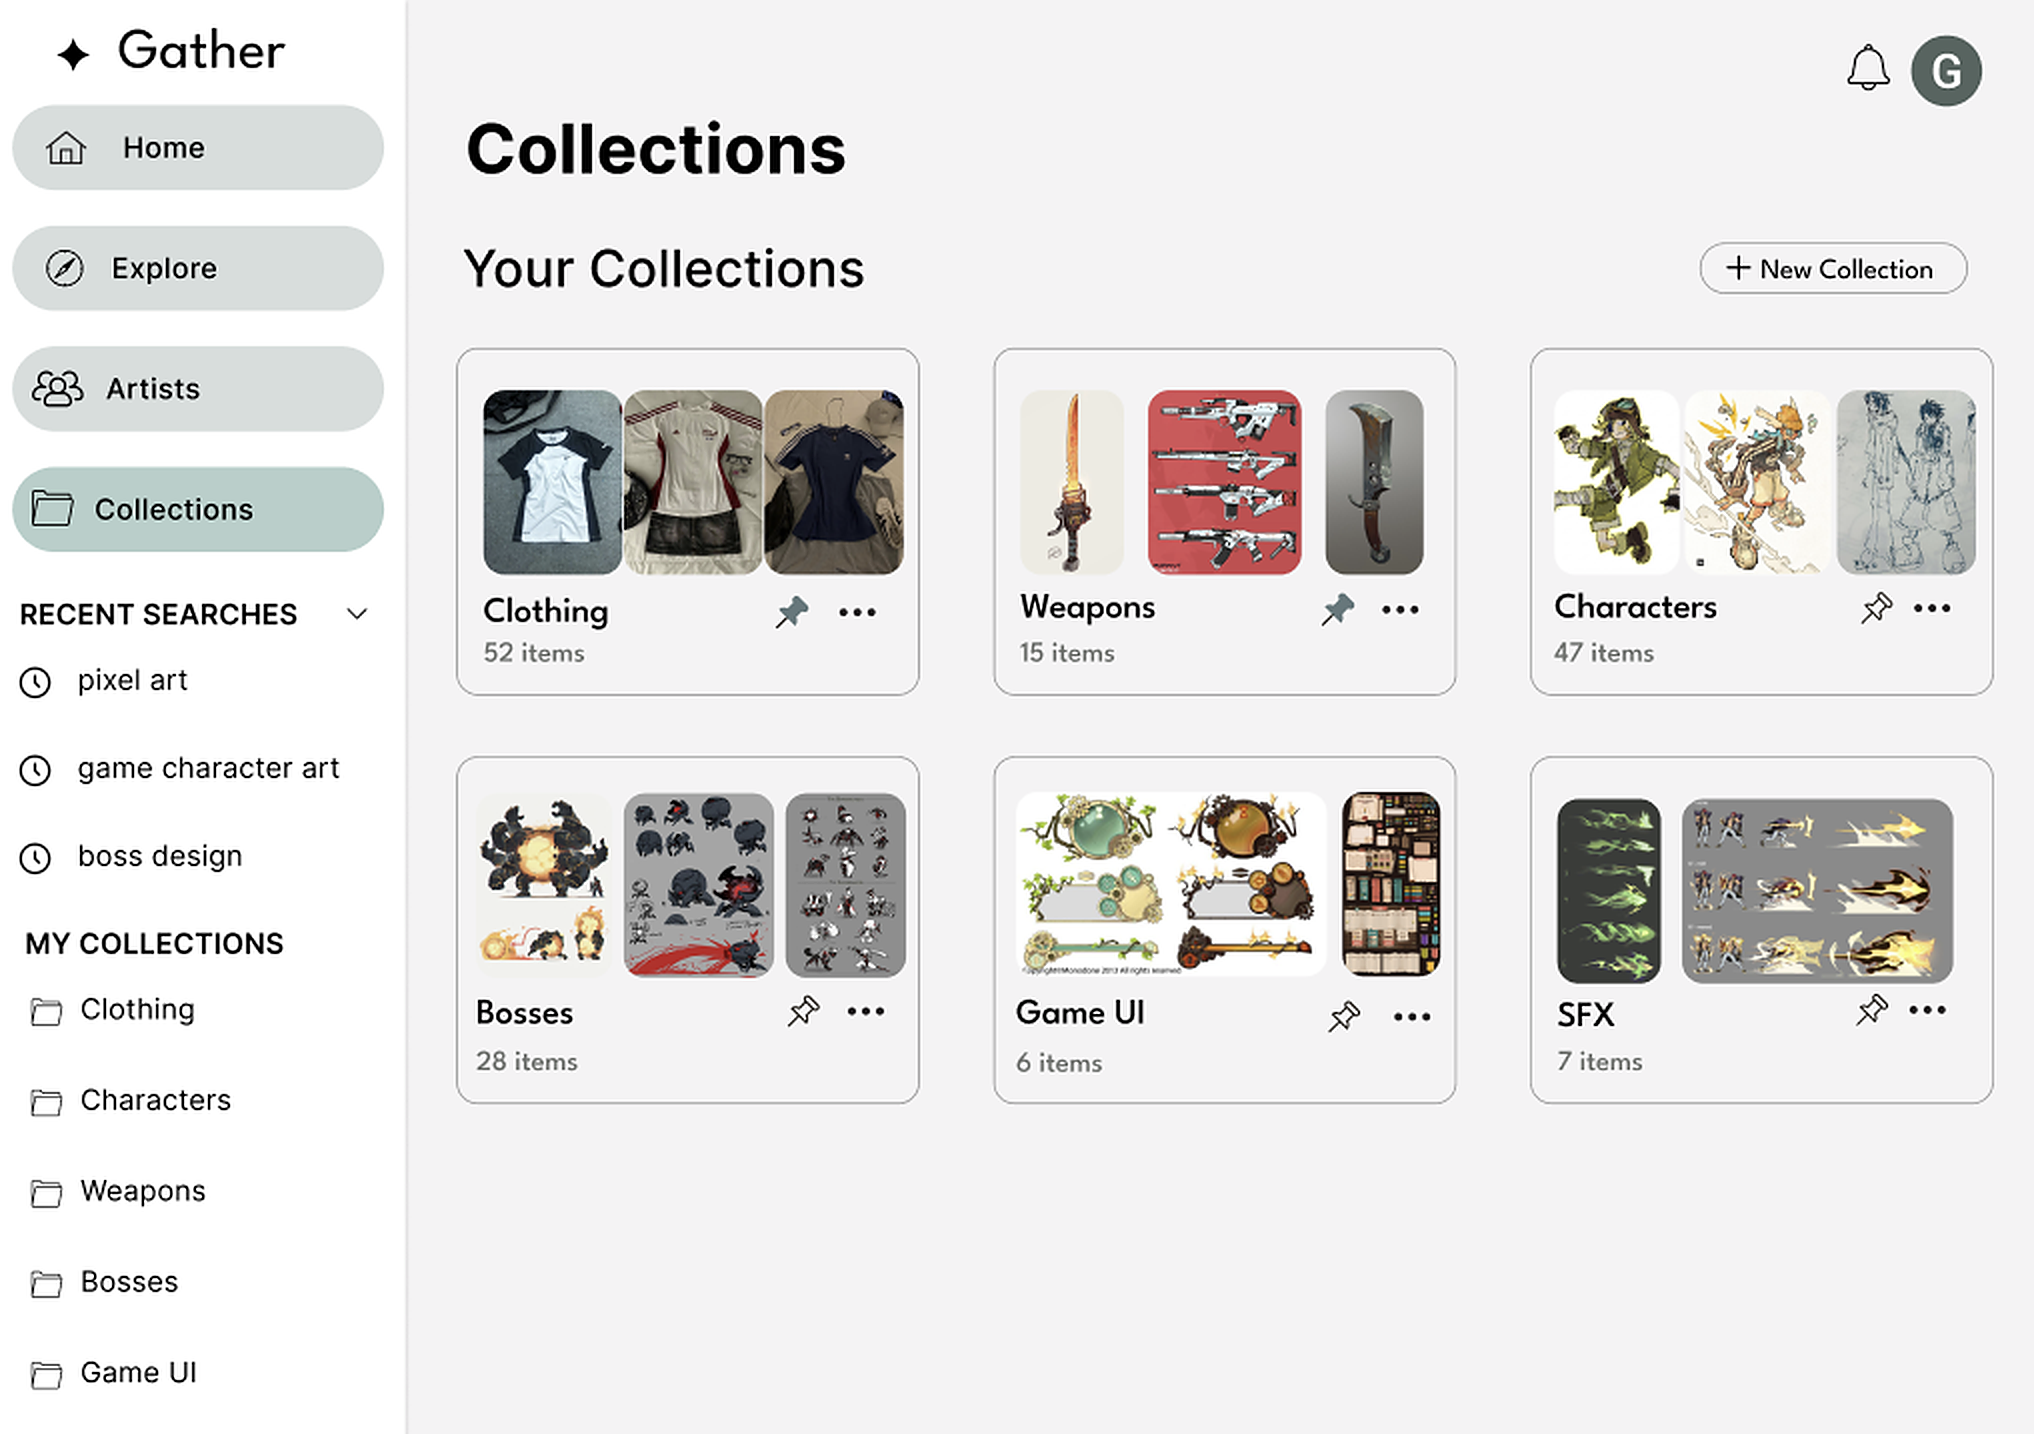 Gather
Home
Explore
Artists
Collections
RECENT SEARCHES
pixel art
game character art
boss design
MY COLLECTIONS
Clothing
Characters
Weapons
Bosses
Game UI
G
Collections
Your Collections
+ New Collection
Clothing
52 items
Weapons
15 items
Characters
47 items
Bosses
28 items
Game UI
6 items
SFX
7 items